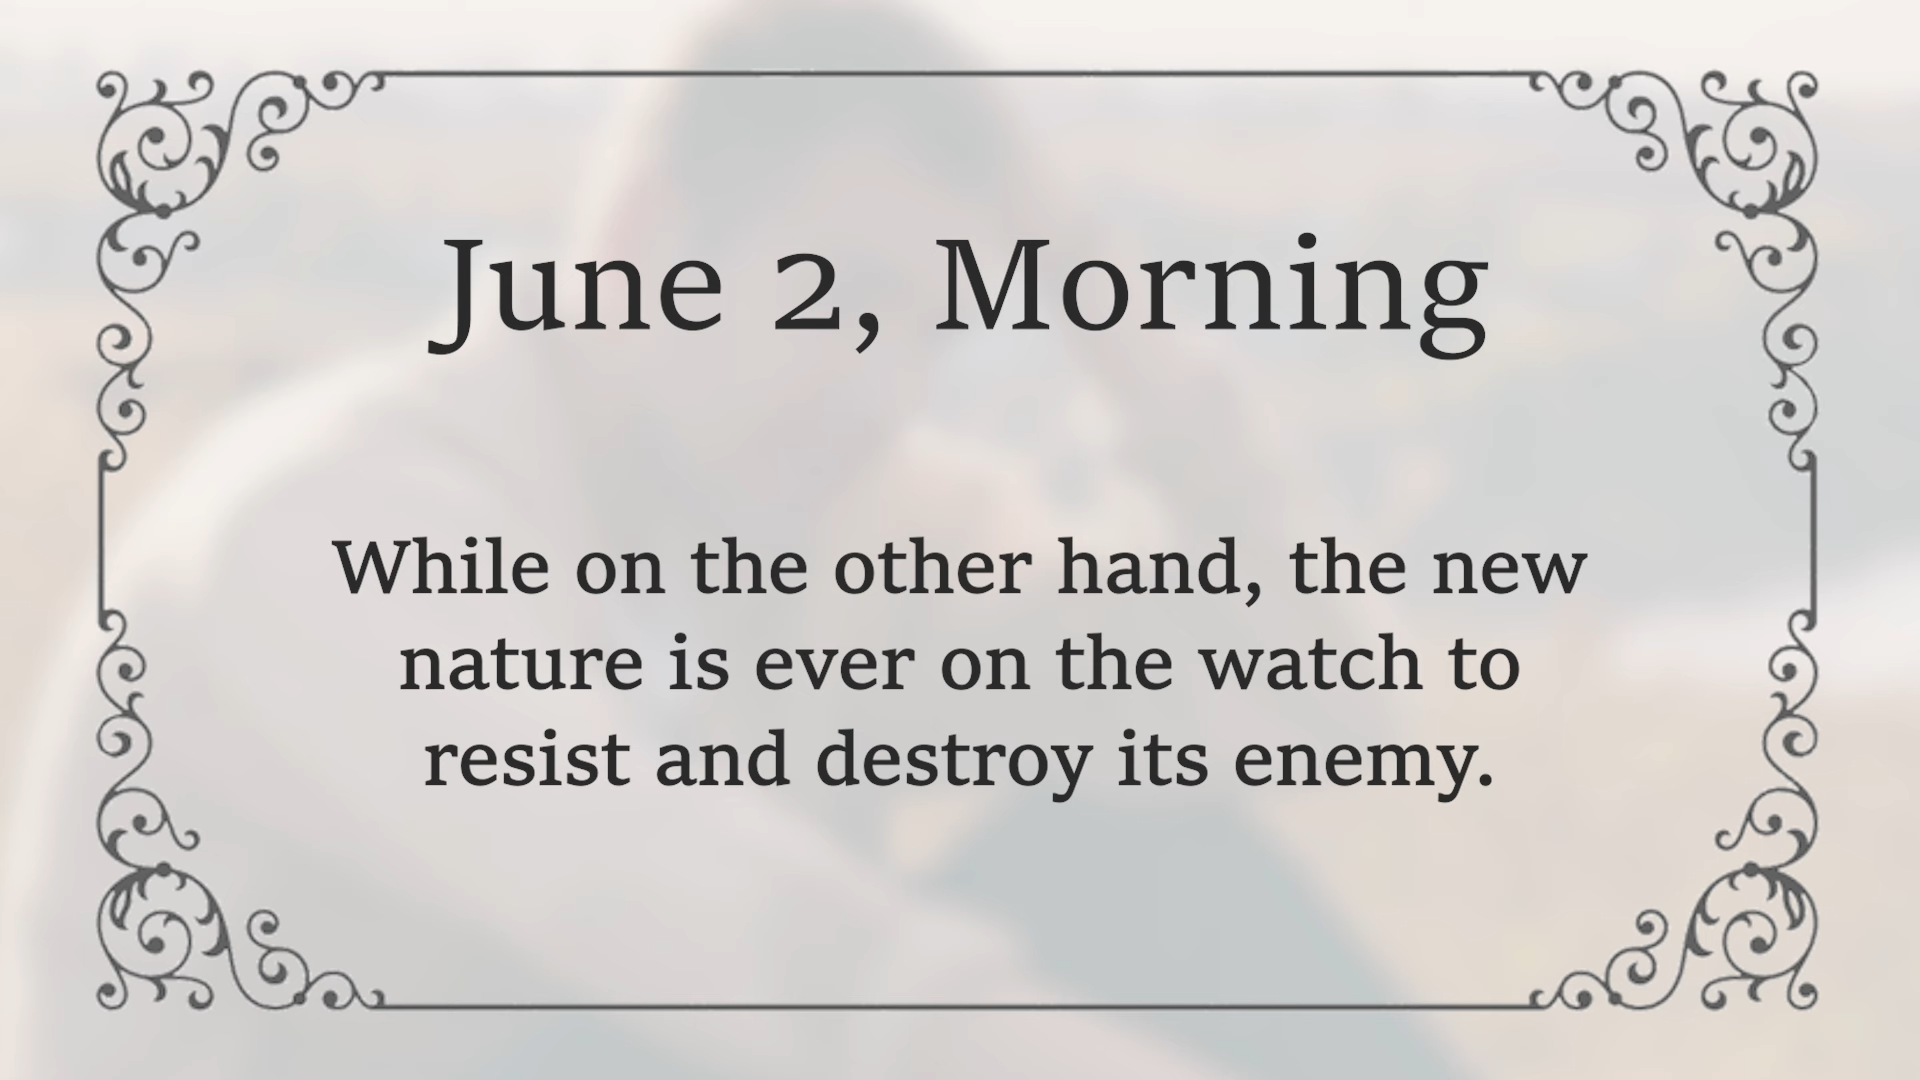 June 2, Morning
While on the other hand, the new
nature is ever on the watch to
resist and destroy its enemy.